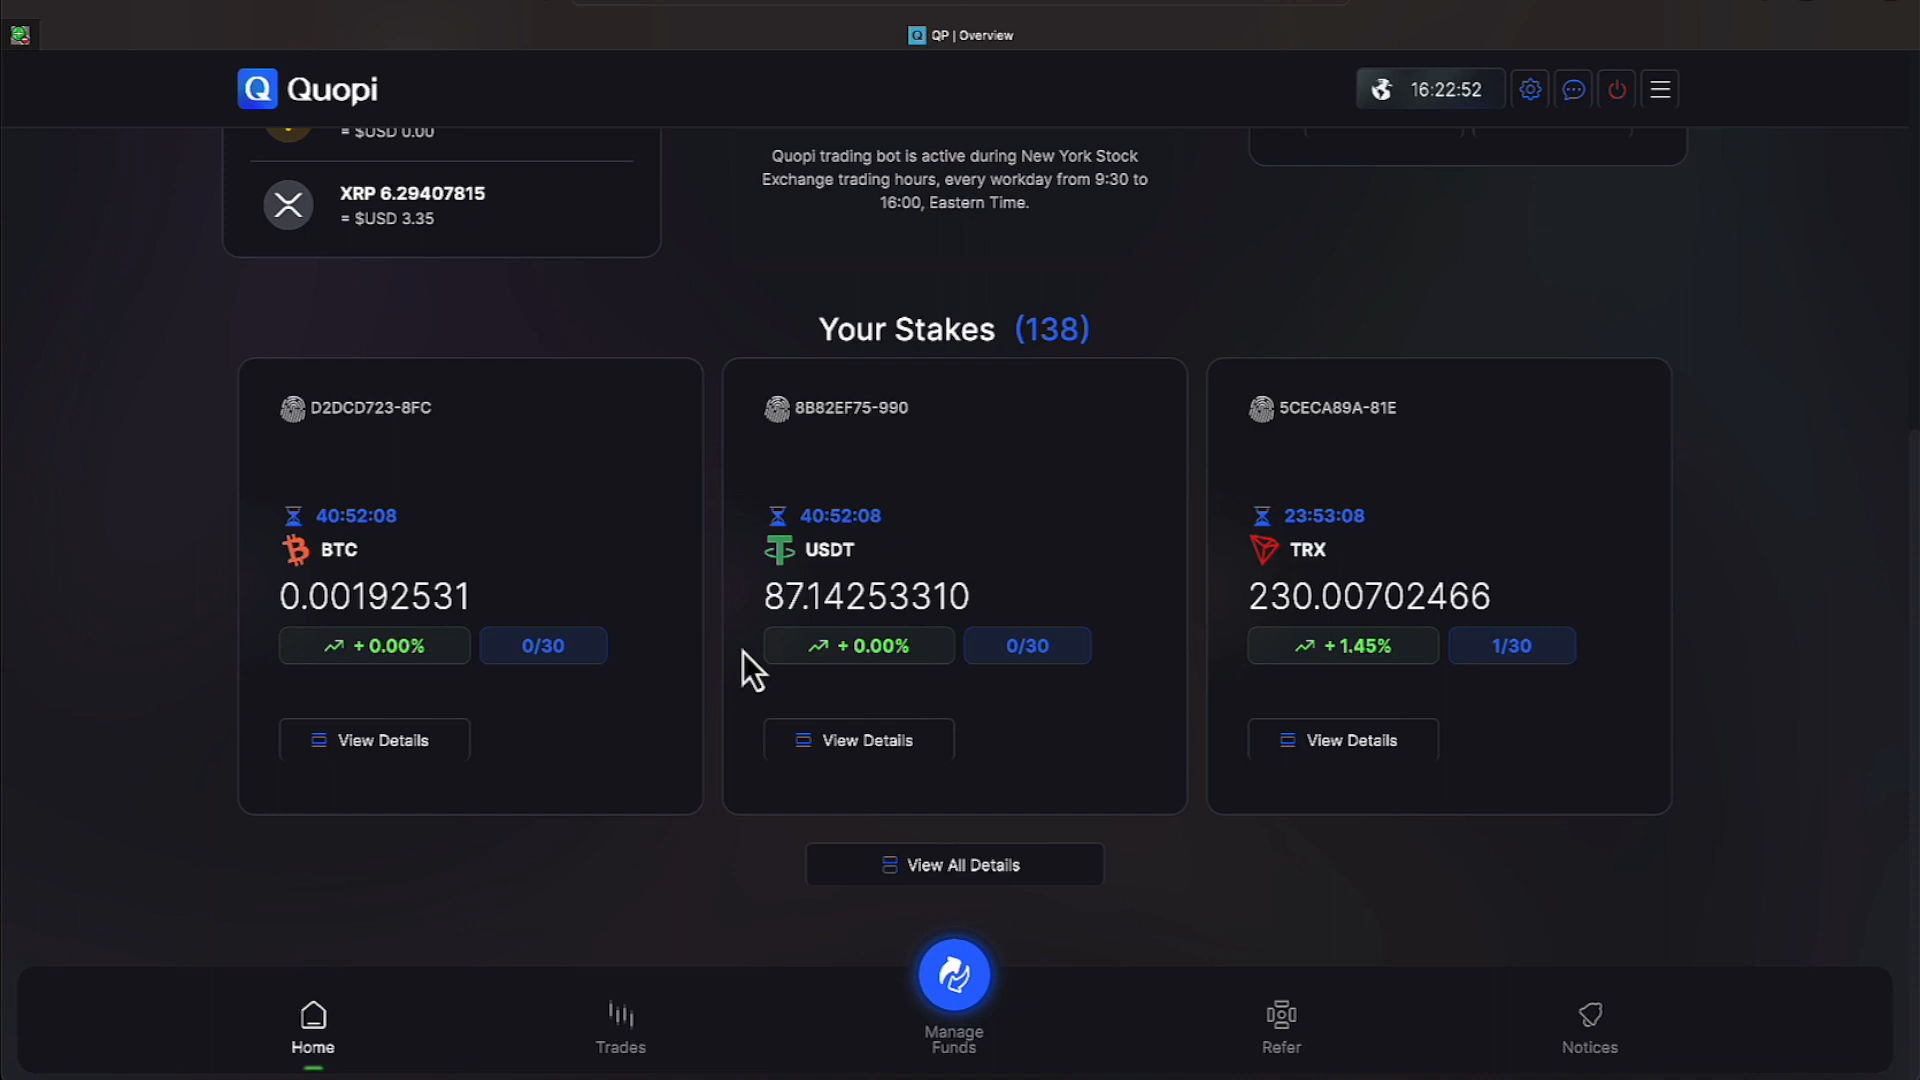 QP | Overview
Quopi
16:22:52
= $USD 0.00
XRP 6.29407815
= $USD 3.35
Quopi trading bot is active during New York Stock
Exchange trading hours, every workday from 9:30 to
16:00, Eastern Time.
Your Stakes (138)
D2DCD723-8FC
40:52:08
BTC
0.00192531
+ 0.00%
0/30
View Details
8B82EF75-990
40:52:08
USDT
87.14253310
+ 0.00%
0/30
View Details
5CECA89A-81E
23:53:08
TRX
230.00702466
+ 1.45%
1/30
View Details
View All Details
Home
Trades
Manage
Funds
Refer
Notices